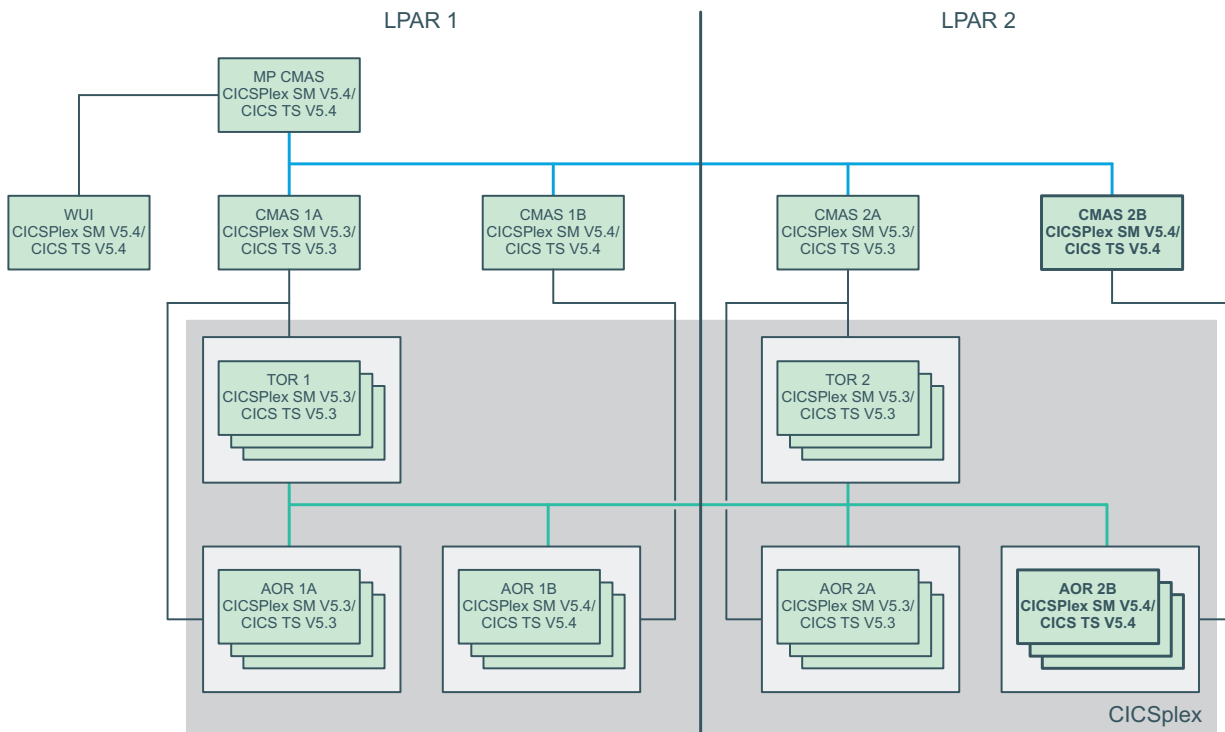 LPAR 1
LPAR 2
MP CMAS
CICSPlex SM V5.4/
CICS TS V5.4
WUI
CICSPlex SM V5.4/
CICS TS V5.4
CMAS 1A
CICSPlex SM V5.3/
CICS TS V5.3
CMAS 1B
CICSPlex SM V5.4/
CICS TS V5.4
CMAS 2A
CICSPlex SM V5.3/
CICS TS V5.3
CMAS 2B
CICSPlex SM V5.4/
CICS TS V5.4
TOR 1
CICSPlex SM V5.3/
CICS TS V5.3
TOR 2
CICSPlex SM V5.3/
CICS TS V5.3
AOR 1A
CICSPlex SM V5.3/
CICS TS V5.3
AOR 1B
CICSPlex SM V5.4/
CICS TS V5.4
AOR 2A
CICSPlex SM V5.3/
CICS TS V5.3
AOR 2B
CICSPlex SM V5.4/
CICS TS V5.4
CICSplex